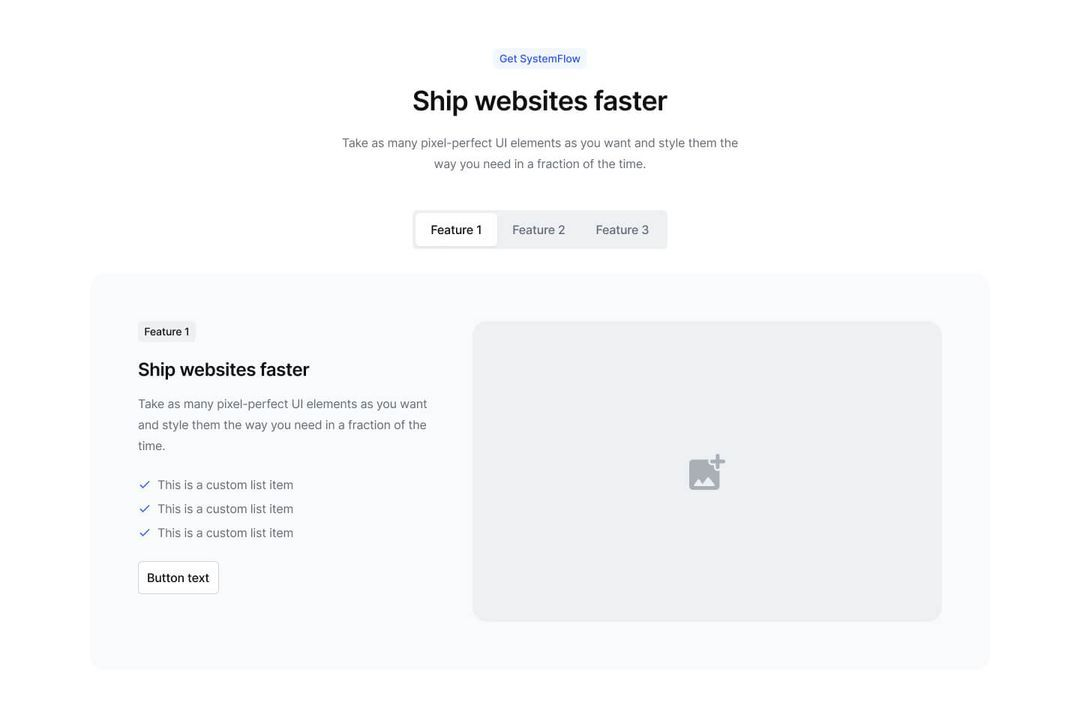 Get SystemFlow
Ship websites faster
Take as many pixel-perfect UI elements as you want and style them the
way you need in a fraction of the time.
Feature 1 Feature 2 Feature 3
Feature 1
Ship websites faster
Take as many pixel-perfect UI elements as you want
and style them the way you need in a fraction of the
time.
This is a custom list item
This is a custom list item
This is a custom list item
Button text